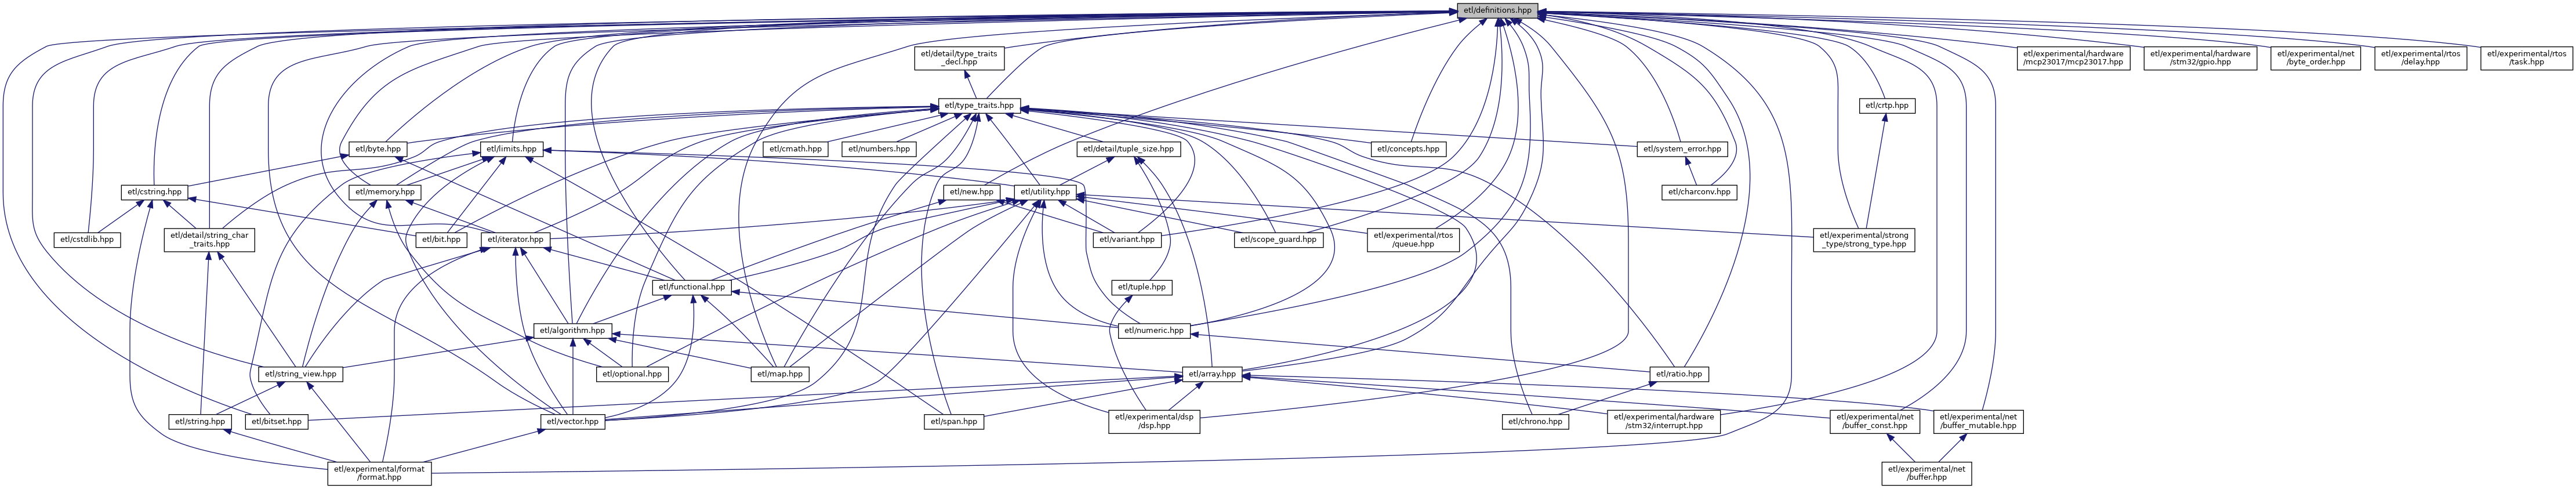 etl/definitions.hpp
etl/detail/type_traits
_decl.hpp
etl/experimental/hardware
/mcp23017/mcp23017.hpp
etl/experimental/hardware
/stm32/gpio.hpp
etl/experimental/net
/byte_order.hpp
etl/experimental/rtos
/delay.hpp
etl/experimental/rtos
/task.hpp
etl/type_traits.hpp
etl/crtp.hpp
etl/byte.hpp
etl/limits.hpp
etl/cmath.hpp
etl/numbers.hpp
etl/detail/tuple_size.hpp
etl/concepts.hpp
etl/system_error.hpp
etl/cstring.hpp
etl/memory.hpp
etl/new.hpp
etl/utility.hpp
etl/charconv.hpp
etl/cstdlib.hpp
etl/detail/string_char
_traits.hpp
etl/bit.hpp
etl/iterator.hpp
etl/variant.hpp
etl/scope_guard.hpp
etl/experimental/rtos
/queue.hpp
etl/experimental/strong
_type/strong_type.hpp
etl/functional.hpp
etl/tuple.hpp
etl/algorithm.hpp
etl/numeric.hpp
etl/string_view.hpp
etl/optional.hpp
etl/map.hpp
etl/array.hpp
etl/ratio.hpp
etl/string.hpp
etl/bitset.hpp
etl/vector.hpp
etl/span.hpp
etl/experimental/dsp
/dsp.hpp
etl/chrono.hpp
etl/experimental/hardware
/stm32/interrupt.hpp
etl/experimental/net
/buffer_const.hpp
etl/experimental/net
/buffer_mutable.hpp
etl/experimental/format
/format.hpp
etl/experimental/net
/buffer.hpp